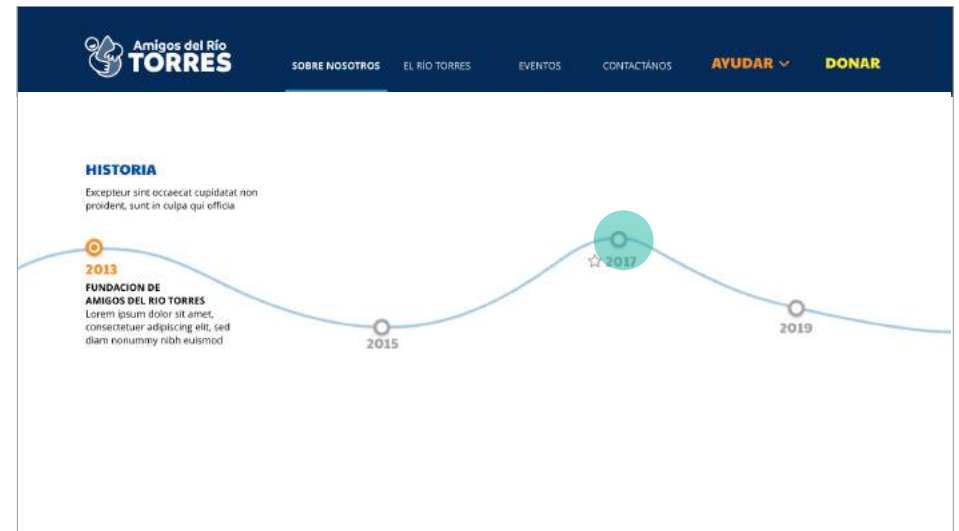 Amigos del Río
TORRES
SOBRE NOSOTROS EL RÍO TORRES EVENTOS CONTACTÁNOS AYUDAR DONAR
HISTORIA
Excepteur sint occaecat cupidatat non
proident, sunt in culpa qui officia
2013
FUNDACION DE
AMIGOS DEL RIO TORRES
Lorem ipsum dolor sit amet,
consectetuer adipiscing elit, sed
diam nonummy nibh euismod
2015
2017
2019